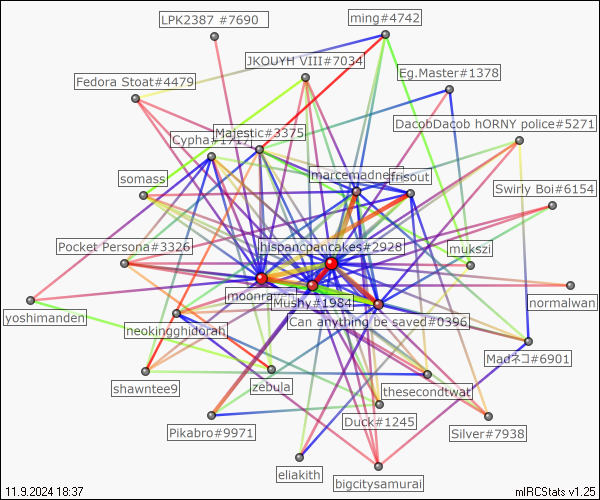 LPK2387 #7690
ming#4742
JKOUYH VIII#7034
Eg.Master#1378
Fedora Stoat#4479
DacobDacob hORNY police#5271
Majestic#3375
marcemadne
frisout
somass
Swirly Boi#6154
Pocket Persona#3326
hispancpancakes#2928
mukszi
moonra
Mushy#1984
normalwan
yoshimanden
neokingghidorah
Can anything be saved#0396
Madネコ#6901
shawntee9
zebula
thesecondtwat
Duck#1245
Pikabro#9971
Silver#7938
eliakith
bigcitysamurai
11.9.2024 18:37
mIRCStats v1.25